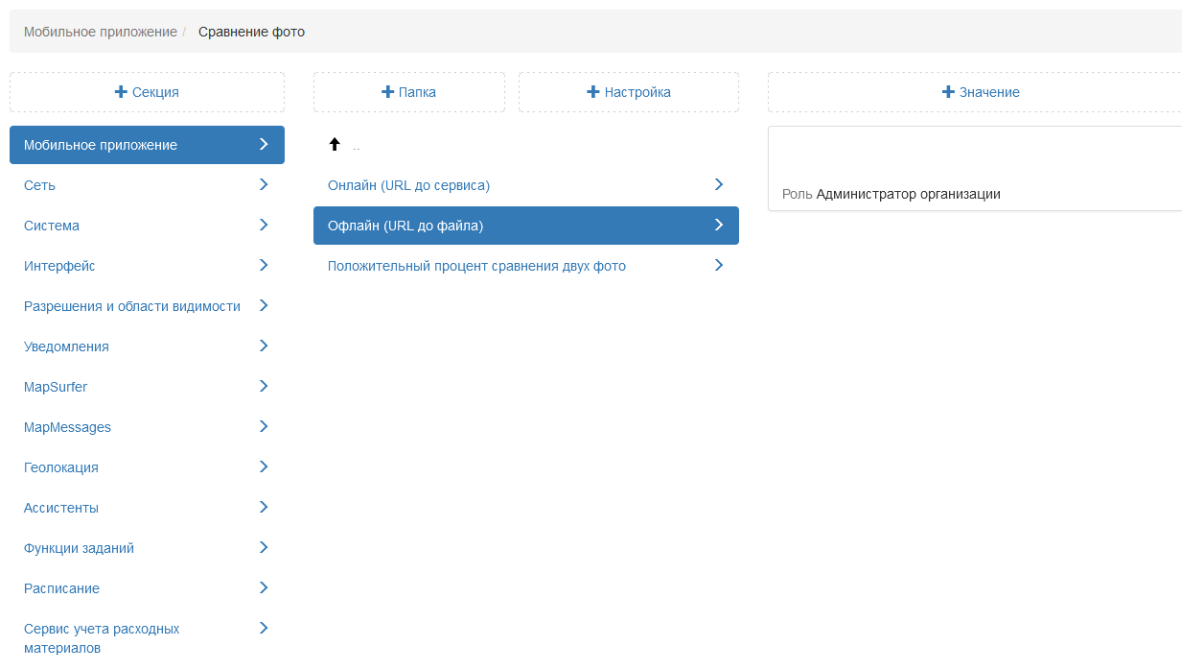 Мобильное приложение / Сравнение фото
+ Секция
+ Папка
+ Настройка
+ Значение
Мобильное приложение
Сеть
Система
Интерфейс
Разрешения и области видимости
Уведомления
MapSurfer
MapMessages
Геолокация
Ассистенты
Функции заданий
Расписание
Сервис учета расходных
материалов
..
Онлайн (URL до сервиса)
Офлайн (URL до файла)
Положительный процент сравнения двух фото
Роль Администратор организации